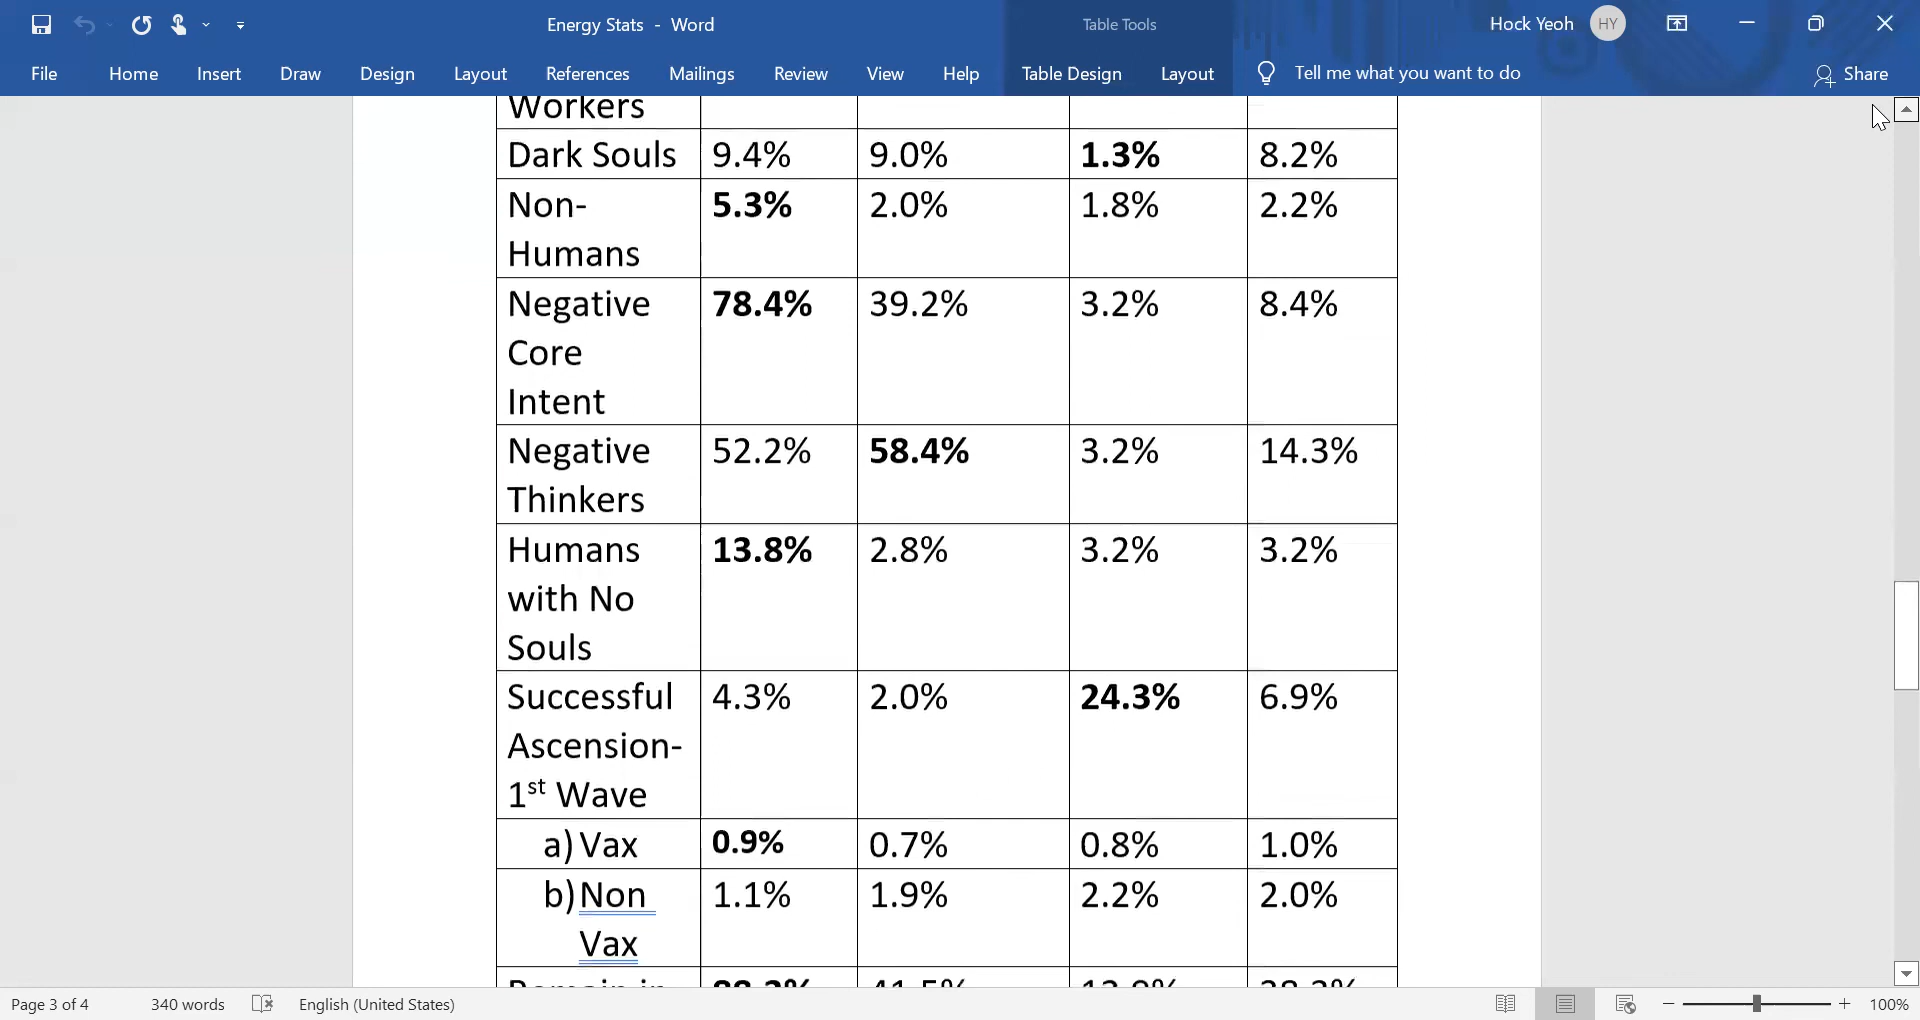 Energy Stats - Word
Table Tools
Hock Yeoh HY
File Home Insert Draw Design Layout References Mailings Review View Help Table Design Layout Tell me what you want to do Share
Workers
Dark Souls 9.4% 9.0% 1.3% 8.2%
Non- 5.3% 2.0% 1.8% 2.2%
Humans
Negative 78.4% 39.2% 3.2% 8.4%
Core
Intent
Negative 52.2% 58.4% 3.2% 14.3%
Thinkers
Humans 13.8% 2.8% 3.2% 3.2%
with No
Souls
Successful 4.3% 2.0% 24.3% 6.9%
Ascension-
1st Wave
a) Vax 0.9% 0.7% 0.8% 1.0%
b) Non 1.1% 1.9% 2.2% 2.0%
Vax
Page 3 of 4 340 words English (United States) 100%